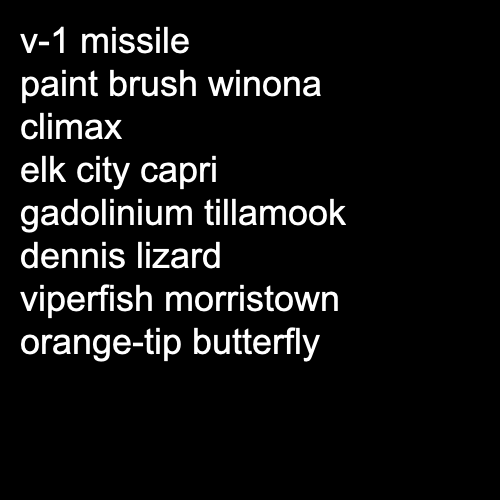 v-1 missile
paint brush winona
climax
elk city capri
gadolinium tillamook
dennis lizard
viperfish morristown
orange-tip butterfly